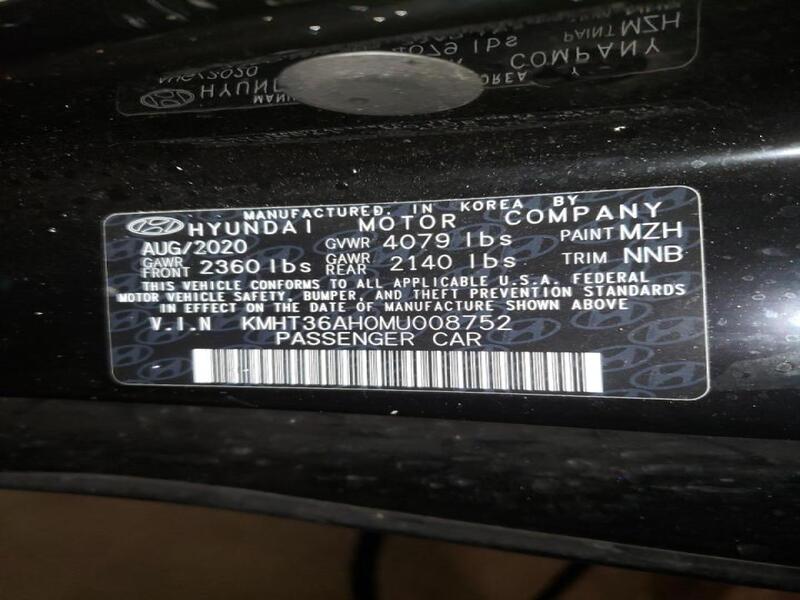 MANUFACTURED IN KOREA BY
HYUNDAI MOTOR COMPANY
AUG/2020 GVWR 4079 lbs PAINT MZH
GAWR FRONT 2360 lbs GAWR REAR 2140 lbs TRIM NNB
THIS VEHICLE CONFORMS TO ALL APPLICABLE U.S.A. FEDERAL
MOTOR VEHICLE SAFETY, BUMPER, AND THEFT PREVENTION STANDARDS
IN EFFECT ON THE DATE OF MANUFACTURE SHOWN ABOVE
V.I.N KMHT36AH0MU008752
PASSENGER CAR